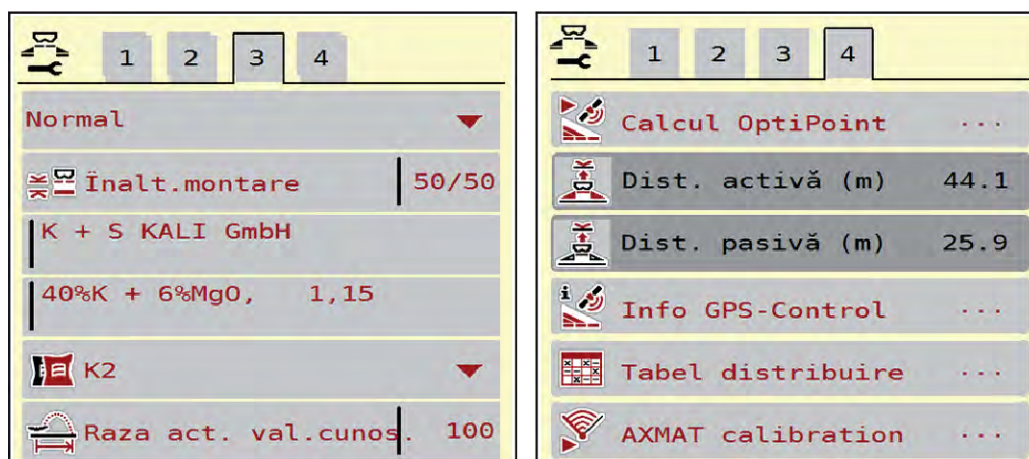 1 2 3 4
Normal
Înalt.montare 50/50
K + S KALI GmbH
40%K + 6%MgO, 1,15
K2
Raza act. val.cunos. 100
1 2 3 4
Calcul OptiPoint ...
Dist. activă (m) 44.1
Dist. pasivă (m) 25.9
Info GPS-Control ...
Tabel distribuire ...
AXMAT calibration ...